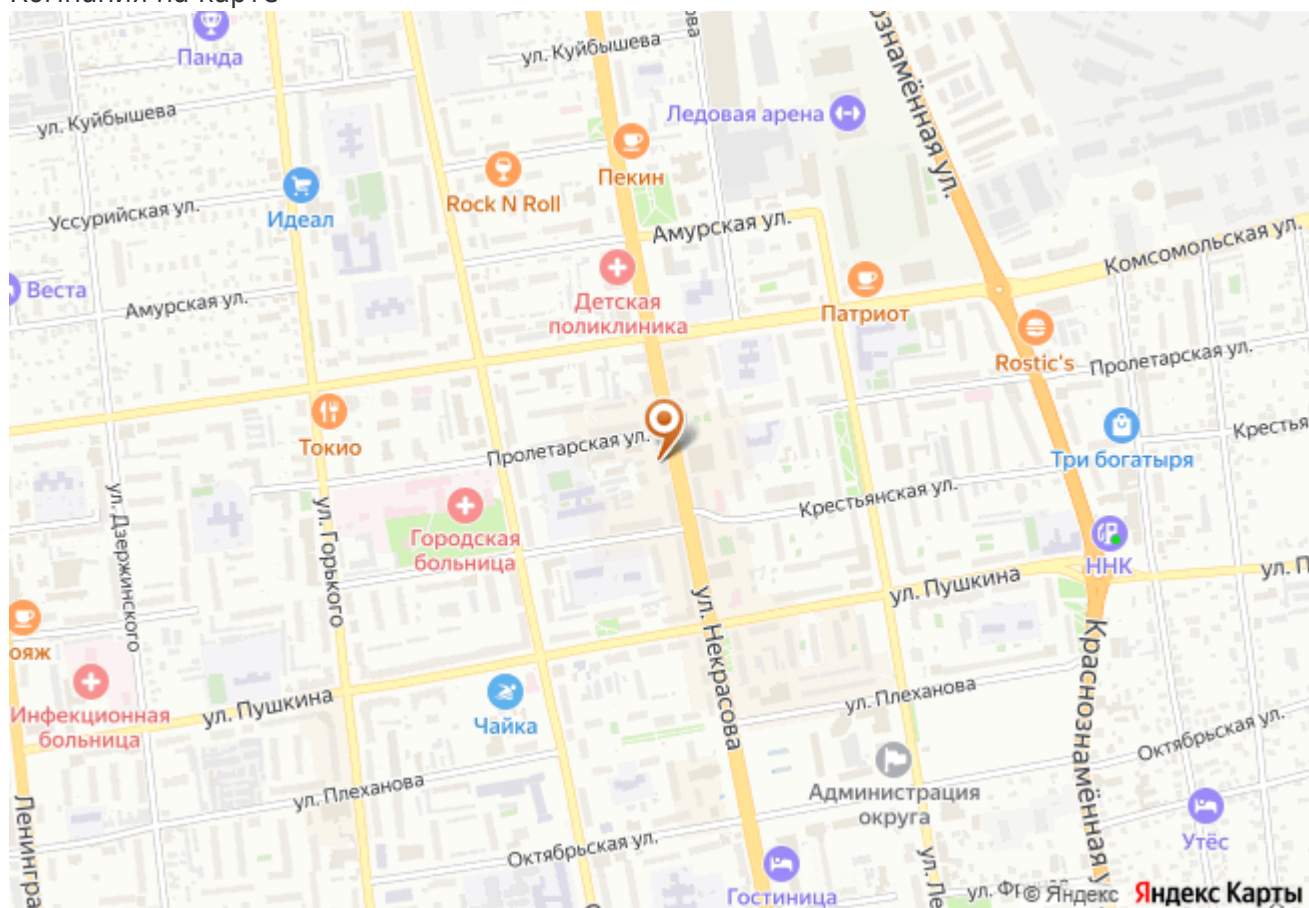 Компания на карте
Панда
ул. Куйбышева
ул. Куйбышева
Ледовая арена
Пекин
Rock N Roll
Идеал
Уссурийская ул.
Амурская ул.
Комсомольская ул.
Веста
Амурская ул.
Детская
поликлиника
Патриот
Rostic's
Пролетарская ул.
Токио
Пролетарская ул.
Три богатыря
Крестьянская ул.
Городская
больница
ул. Дзержинского
ул. Горького
ННК
ул. Пушкина
ул. Некрасова
Инфекционная
больница
ул. Пушкина
Чайка
ул. Плеханова
Октябрьская ул.
ул. Плеханова
Администрация
округа
Октябрьская ул.
Утёс
Гостиница
© Яндекс Яндекс Карты